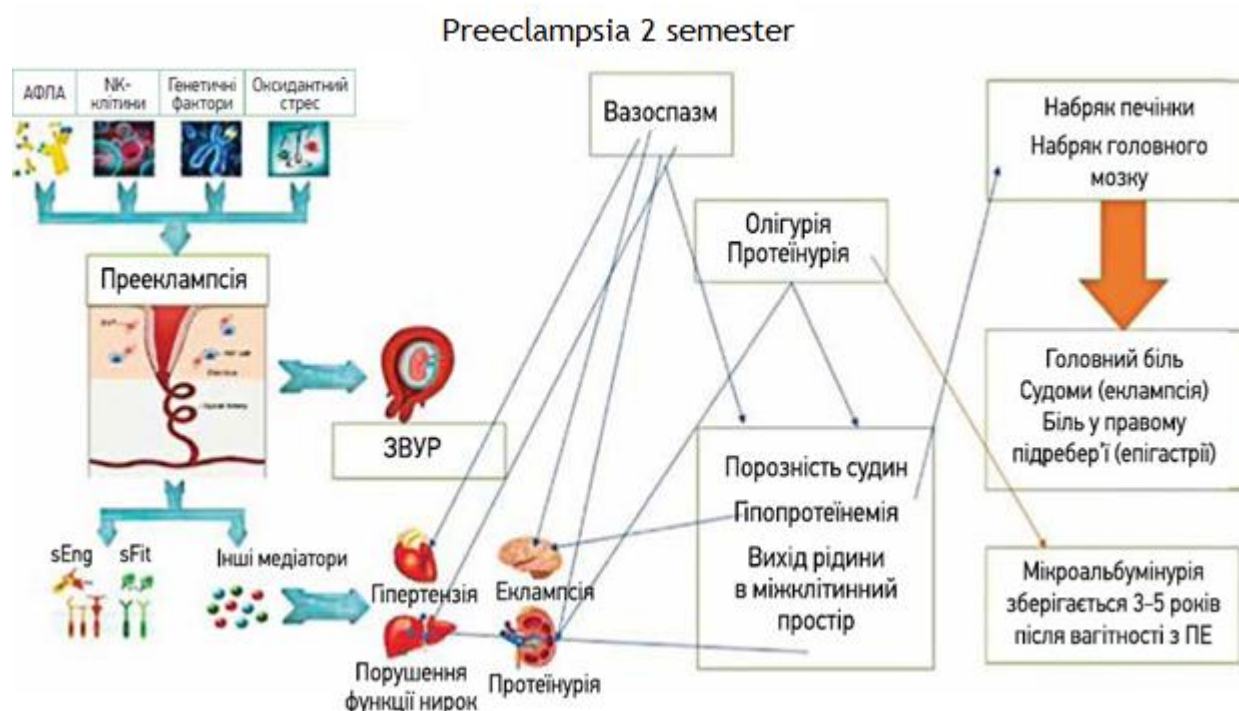 Preeclampsia 2 semester
АФЛА
NK-
клітини
Генетичні
фактори
Оксидантний
стрес
Прееклампсія
ЗВУР
sEng
sFit
Інші медіатори
Гіпертензія
Еклампсія
Порушення
функції нирок
Протеїнурія
Вазоспазм
Олігурія
Протеїнурія
Порозність судин
Гіпопротеїнемія
Вихід рідини
в міжклітинний
простір
Набряк печінки
Набряк головного
мозку
Головний біль
Судоми (еклампсія)
Біль у правому
підребер’ї (епігастрії)
Мікроальбумінурія
зберігається 3–5 років
після вагітності з ПЕ